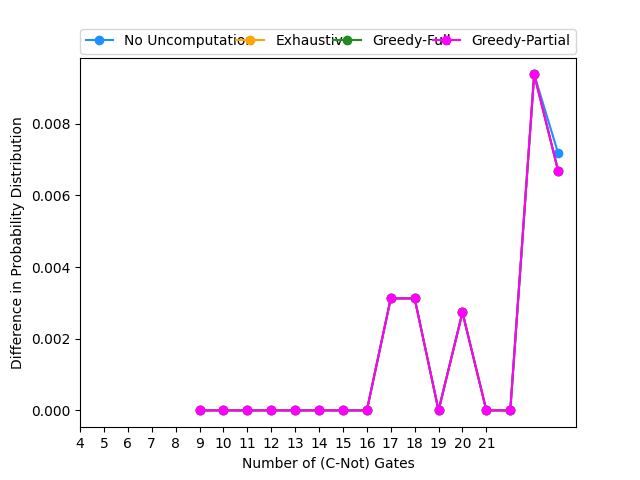 No Uncomputation Exhaustive Greedy-Full Greedy-Partial
0.008
0.006
0.004
0.002
0.000
Difference in Probability Distribution
4 5 6 7 8 9 10 11 12 13 14 15 16 17 18 19 20 21
Number of (C-Not) Gates